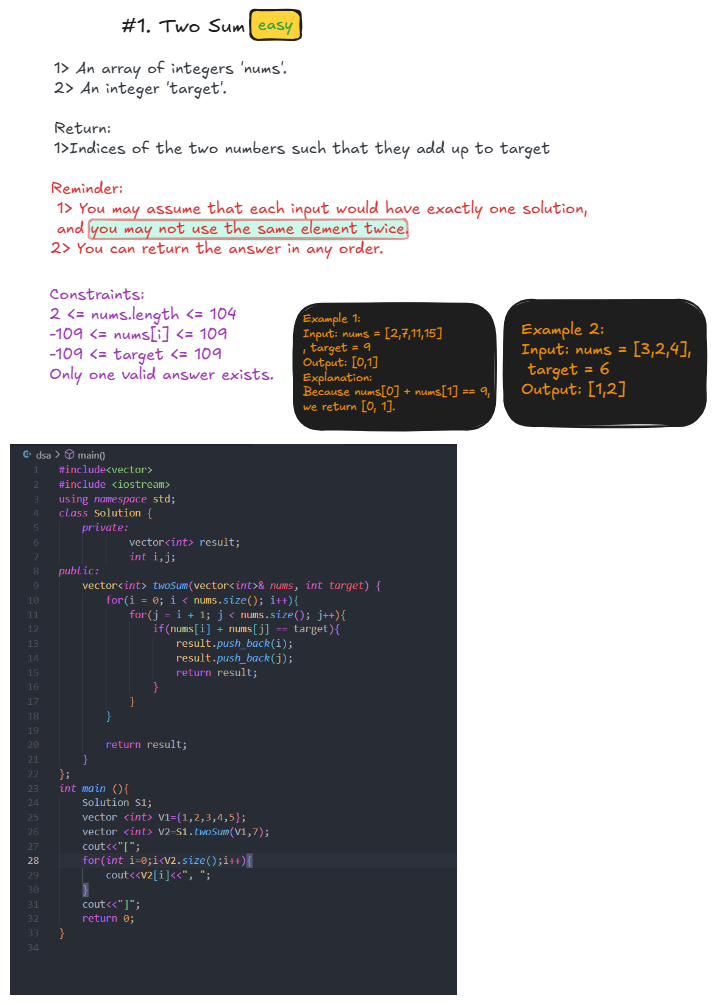 #1. Two Sum easy
1> An array of integers 'nums'.
2> An integer 'target'.
Return:
1>Indices of the two numbers such that they add up to target
Reminder:
1> You may assume that each input would have exactly one solution,
and you may not use the same element twice.
2> You can return the answer in any order.
Constraints:
2 <= nums.length <= 104
-109 <= nums[i] <= 109
-109 <= target <= 109
Only one valid answer exists.
Example 1:
Input: nums = [2,7,11,15]
, target = 9
Output: [0,1]
Explanation:
Because nums[0] + nums[1] == 9,
we return [0, 1].
Example 2:
Input: nums = [3,2,4],
target = 6
Output: [1,2]
dsa > main()
1 #include<vector>
2 #include <iostream>
3 using namespace std;
4 class Solution {
5 private:
6 vector<int> result;
7 int i,j;
8 public:
9 vector<int> twoSum(vector<int>& nums, int target) {
10 for(i = 0; i < nums.size(); i++){
11 for(j = i + 1; j < nums.size(); j++){
12 if(nums[i] + nums[j] == target){
13 result.push_back(i);
14 result.push_back(j);
15 return result;
16 }
17 }
18 }
19
20 return result;
21 }
22 };
23 int main (){
24 Solution S1;
25 vector <int> V1={1,2,3,4,5};
26 vector <int> V2=S1.twoSum(V1,7);
27 cout<<"[";
28 for(int i=0;i<V2.size();i++){
29 cout<<V2[i]<<", ";
30 }
31 cout<<"]";
32 return 0;
33 }
34